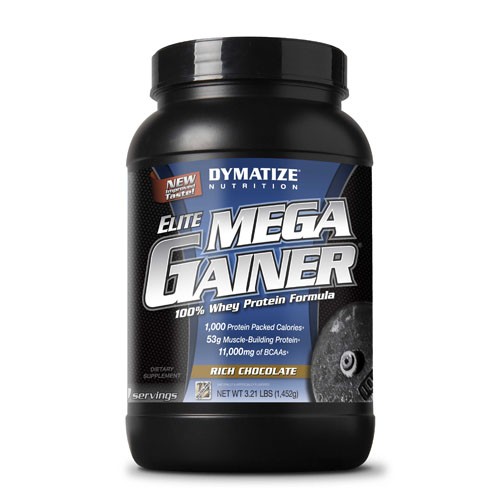 NEW
Improved
Taste!
DYMATIZE
NUTRITION
ELITE
MEGA
GAINER®
100% Whey Protein Formula
1,000 Protein Packed Calories
53g Muscle-Building Protein
11,000mg of BCAAs
RICH CHOCOLATE
DIETARY
SUPPLEMENT
servings
NET WT 3.21 LBS (1,452g)